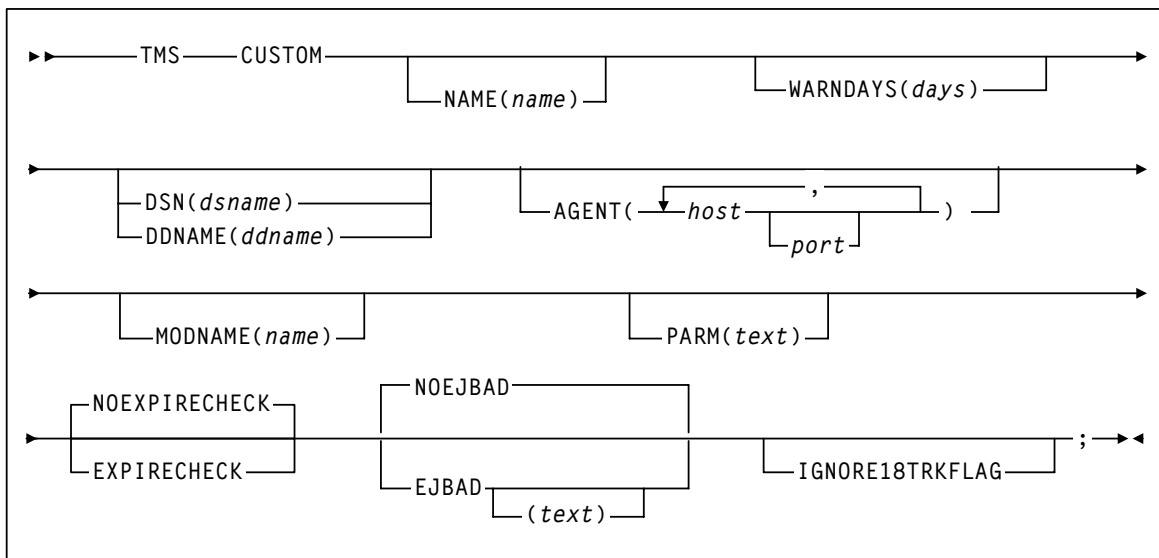 TMS CUSTOM
NAME(name) WARNDAYS(days)
DSN(dsname) AGENT( host , port )
DDNAME(ddname)
MODNAME(name) PARM(text)
NOEXPIRECHECK NOEJBAD
EXPIRECHECK EJBAD (text) IGNORE18TRKFLAG ;